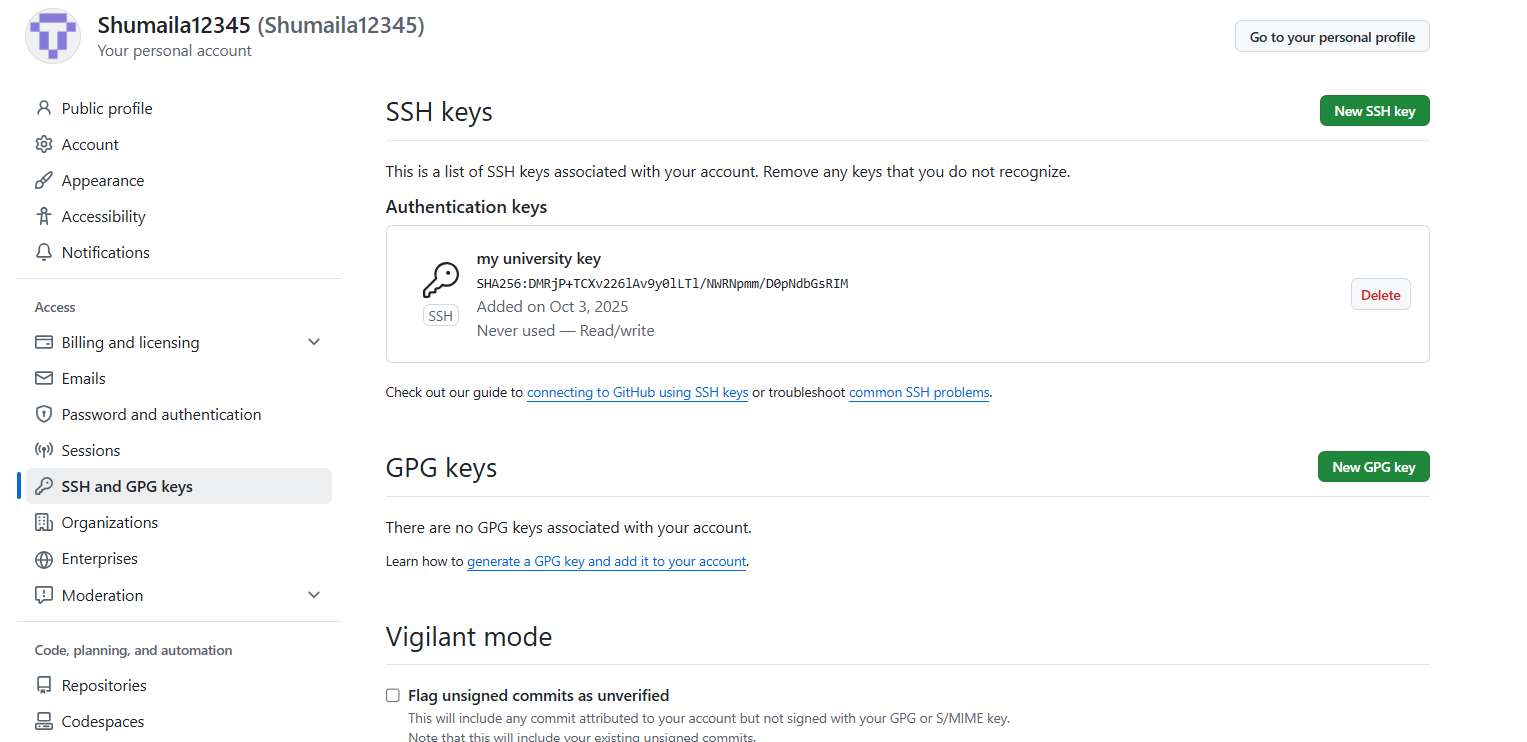 Shumaila12345 (Shumaila12345)
Your personal account
Go to your personal profile
Public profile
Account
Appearance
Accessibility
Notifications
Access
Billing and licensing
Emails
Password and authentication
Sessions
SSH and GPG keys
Organizations
Enterprises
Moderation
Code, planning, and automation
Repositories
Codespaces
SSH keys
New SSH key
This is a list of SSH keys associated with your account. Remove any keys that you do not recognize.
Authentication keys
my university key
SHA256:DMRjP+TCXv226lAv9y0lLTl/NWRNpmm/D0pNdbGsRIM
SSH
Added on Oct 3, 2025
Never used — Read/write
Delete
Check out our guide to connecting to GitHub using SSH keys or troubleshoot common SSH problems.
GPG keys
New GPG key
There are no GPG keys associated with your account.
Learn how to generate a GPG key and add it to your account.
Vigilant mode
Flag unsigned commits as unverified
This will include any commit attributed to your account but not signed with your GPG or S/MIME key.
Note that this will include your existing unsigned commits.